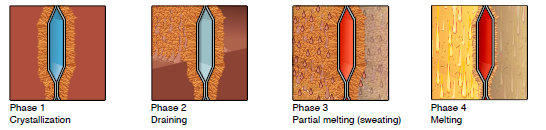 Phase 1
Crystallization
Phase 2
Draining
Phase 3
Partial melting (sweating)
Phase 4
Melting